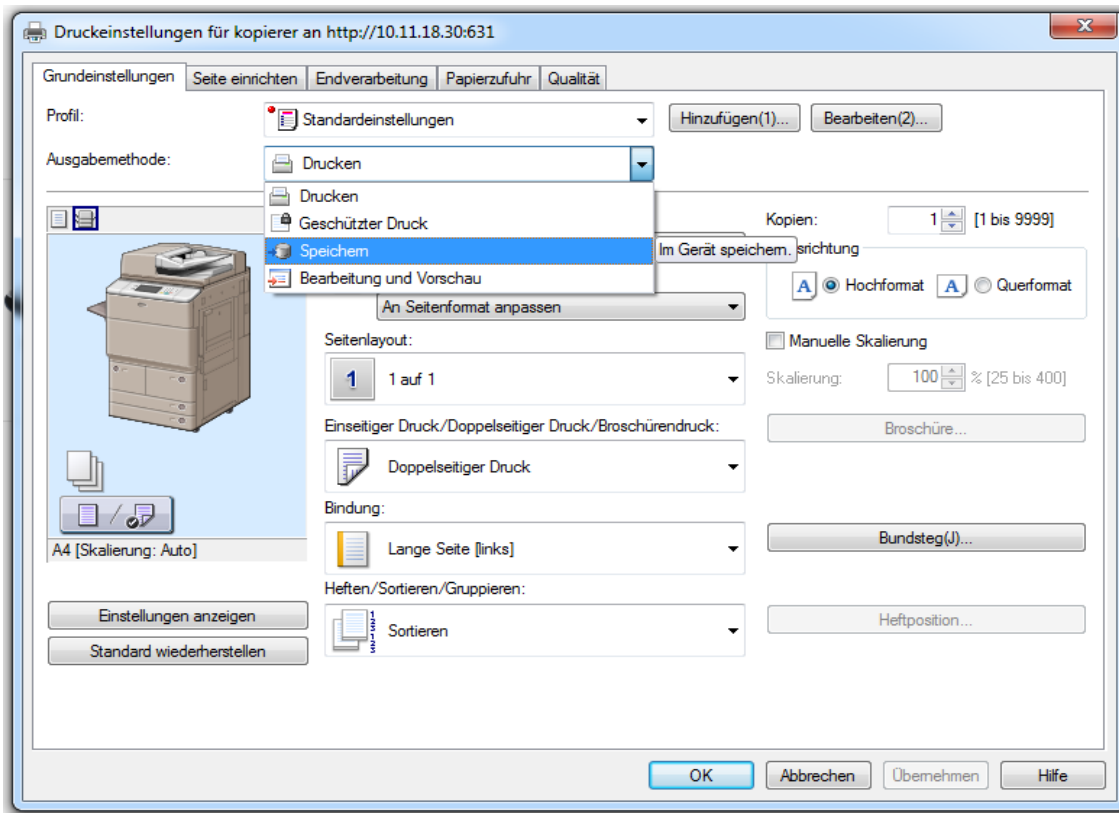 Druckeinstellungen für kopierer an http://10.11.18.30:631
Grundeinstellungen Seite einrichten Endverarbeitung Papierzufuhr Qualität
Profil: Standardeinstellungen Hinzufügen(1)... Bearbeiten(2)...
Ausgabemethode: Drucken
Drucken
Geschützter Druck
Speichern
Im Gerät speichern.
Bearbeitung und Vorschau
Kopien: 1 [1 bis 9999]
srichtung
A Hochformat A Querformat
An Seitenformat anpassen
Seitenlayout:
1 1 auf 1
Manuelle Skalierung
Skalierung: 100 % [25 bis 400]
Einseitiger Druck/Doppelseitiger Druck/Broschürendruck:
Doppelseitiger Druck
Broschüre...
Bindung:
Lange Seite [links]
Bundsteg(J)...
A4 [Skalierung: Auto]
Heften/Sortieren/Gruppieren:
123123 Sortieren
Heftposition...
Einstellungen anzeigen
Standard wiederherstellen
OK Abbrechen Übernehmen Hilfe